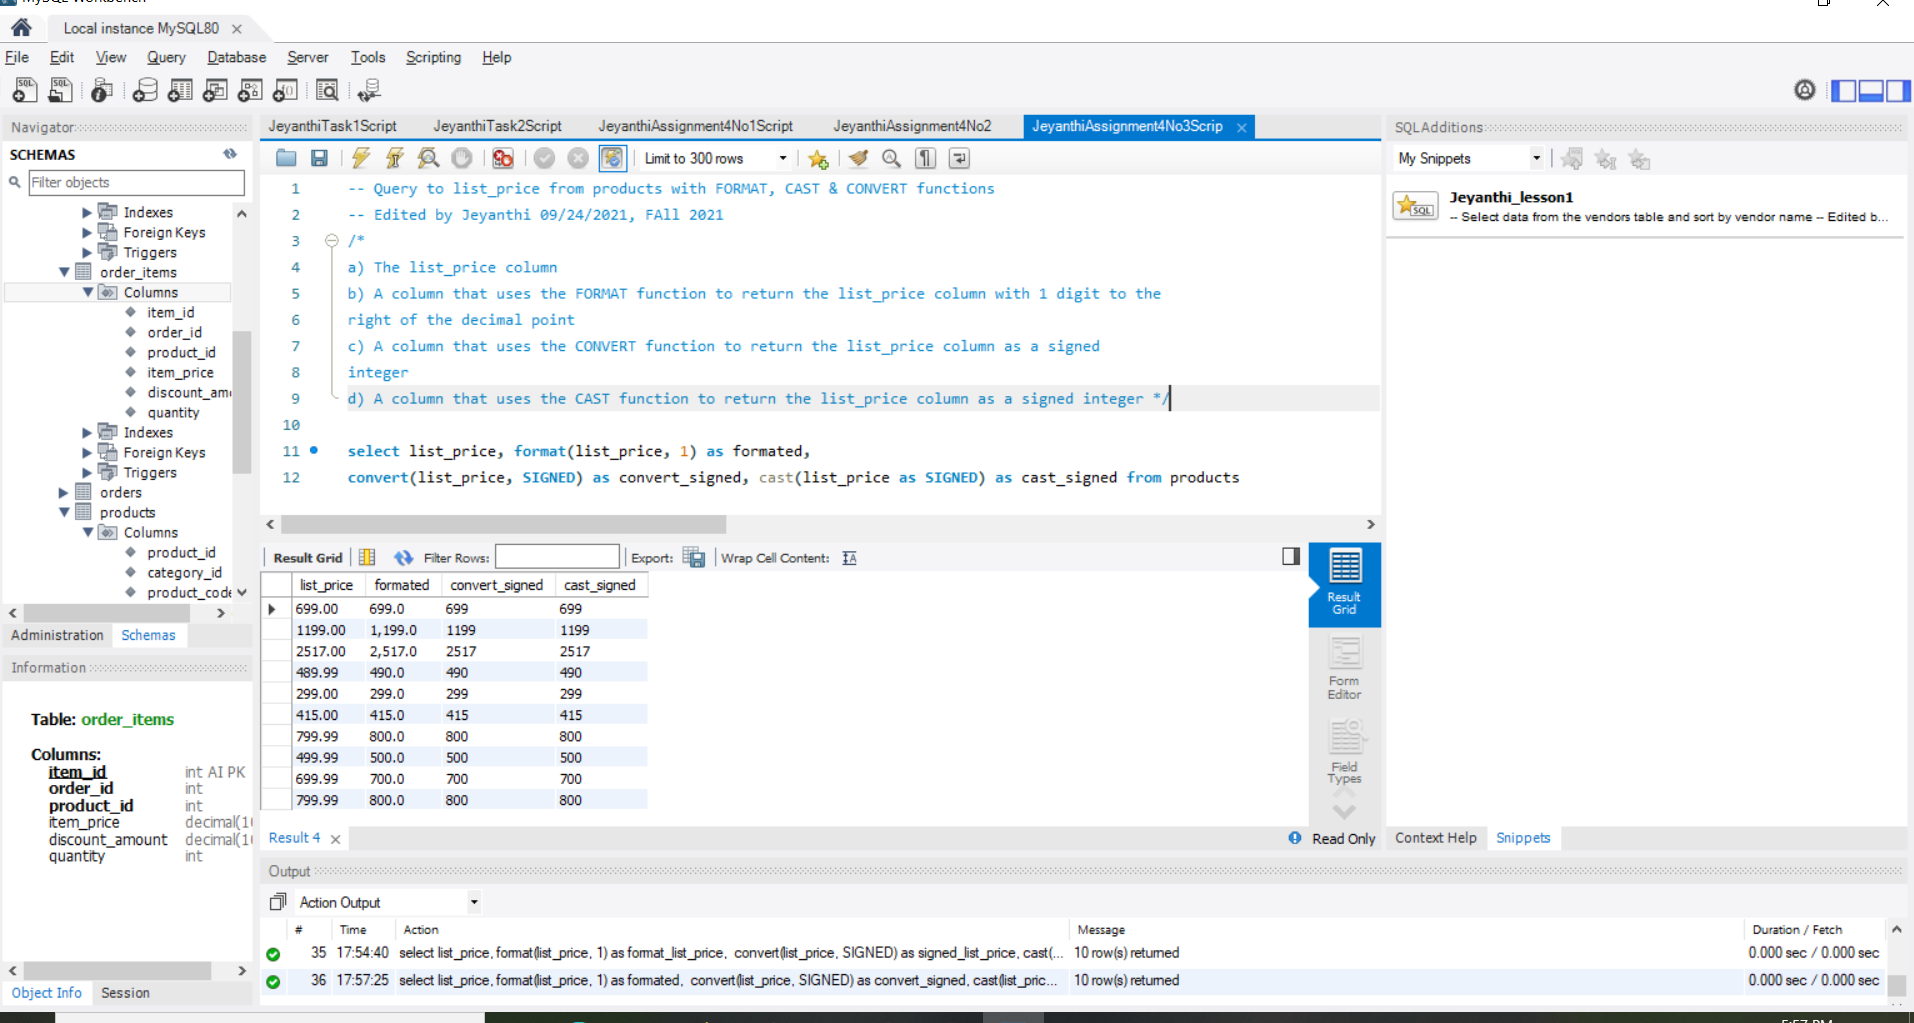 MySQL Workbench
Local instance MySQL80
File Edit View Query Database Server Tools Scripting Help
Navigator
SCHEMAS
Filter objects
Indexes
Foreign Keys
Triggers
order_items
Columns
item_id
order_id
product_id
item_price
discount_am
quantity
Indexes
Foreign Keys
Triggers
orders
products
Columns
product_id
category_id
product_code
Administration Schemas
Information
Table: order_items
Columns:
item_id int AI PK
order_id int
product_id int
item_price decimal(1
discount_amount decimal(1
quantity int
Object Info Session
JeyanthiTask1Script JeyanthiTask2Script JeyanthiAssignment4No1Script JeyanthiAssignment4No2 JeyanthiAssignment4No3Scrip
Limit to 300 rows
1 -- Query to list_price from products with FORMAT, CAST & CONVERT functions
2 -- Edited by Jeyanthi 09/24/2021, FAll 2021
3 /*
4 a) The list_price column
5 b) A column that uses the FORMAT function to return the list_price column with 1 digit to the
6 right of the decimal point
7 c) A column that uses the CONVERT function to return the list_price column as a signed
8 integer
9 d) A column that uses the CAST function to return the list_price column as a signed integer */
10
11 select list_price, format(list_price, 1) as formated,
12 convert(list_price, SIGNED) as convert_signed, cast(list_price as SIGNED) as cast_signed from products
Result Grid Filter Rows: Export: Wrap Cell Content:
list_price formated convert_signed cast_signed
699.00 699.0 699 699
1199.00 1,199.0 1199 1199
2517.00 2,517.0 2517 2517
489.99 490.0 490 490
299.00 299.0 299 299
415.00 415.0 415 415
799.99 800.0 800 800
499.99 500.0 500 500
699.99 700.0 700 700
799.99 800.0 800 800
Result Grid
Form Editor
Field Types
Result 4
Read Only
SQLAdditions
My Snippets
SQL
Jeyanthi_lesson1
-- Select data from the vendors table and sort by vendor name -- Edited b...
Context Help Snippets
Output
Action Output
# Time Action Message Duration / Fetch
35 17:54:40 select list_price, format(list_price, 1) as format_list_price, convert(list_price, SIGNED) as signed_list_price, cast(... 10 row(s) returned 0.000 sec / 0.000 sec
36 17:57:25 select list_price, format(list_price, 1) as formated, convert(list_price, SIGNED) as convert_signed, cast(list_pric... 10 row(s) returned 0.000 sec / 0.000 sec
5:57 PM